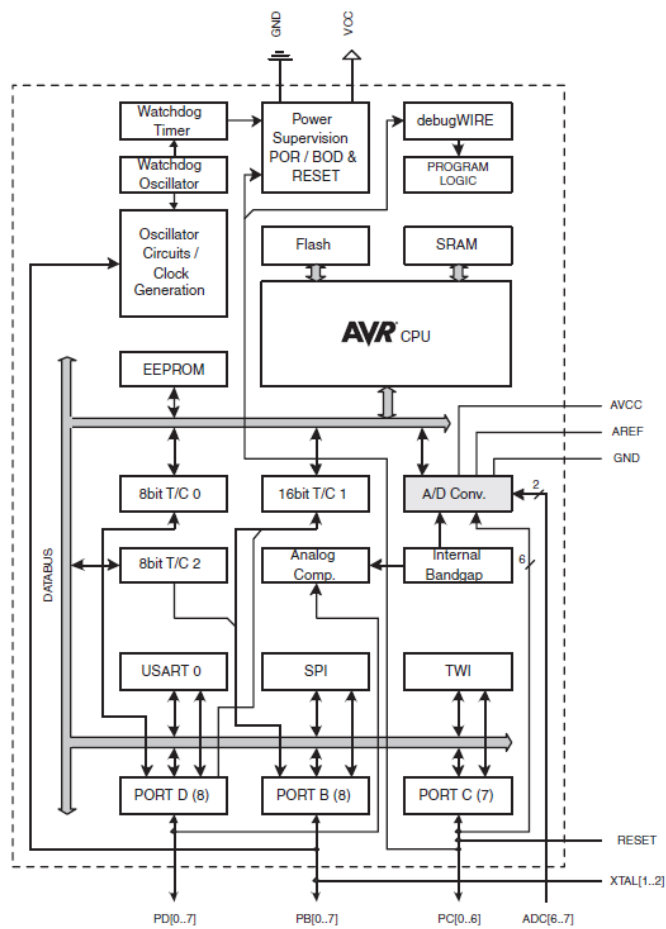 GND
VCC
Watchdog
Timer
Power
Supervision
POR / BOD &
RESET
debugWIRE
Watchdog
Oscillator
PROGRAM
LOGIC
Oscillator
Circuits /
Clock
Generation
Flash
SRAM
AVR® CPU
EEPROM
AVCC
AREF
GND
8bit T/C 0
16bit T/C 1
A/D Conv.
2
DATABUS
8bit T/C 2
Analog
Comp.
Internal
Bandgap
6
USART 0
SPI
TWI
PORT D (8)
PORT B (8)
PORT C (7)
RESET
XTAL[1..2]
PD[0..7]
PB[0..7]
PC[0..6]
ADC[6..7]